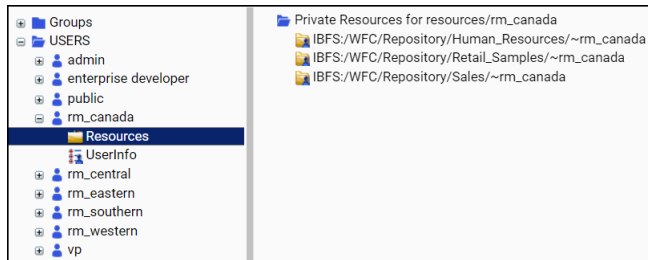 Groups
USERS
admin
enterprise developer
public
rm_canada
Resources
UserInfo
rm_central
rm_eastern
rm_southern
rm_western
vp
Private Resources for resources/rm_canada
IBFS:/WFC/Repository/Human_Resources/~rm_canada
IBFS:/WFC/Repository/Retail_Samples/~rm_canada
IBFS:/WFC/Repository/Sales/~rm_canada